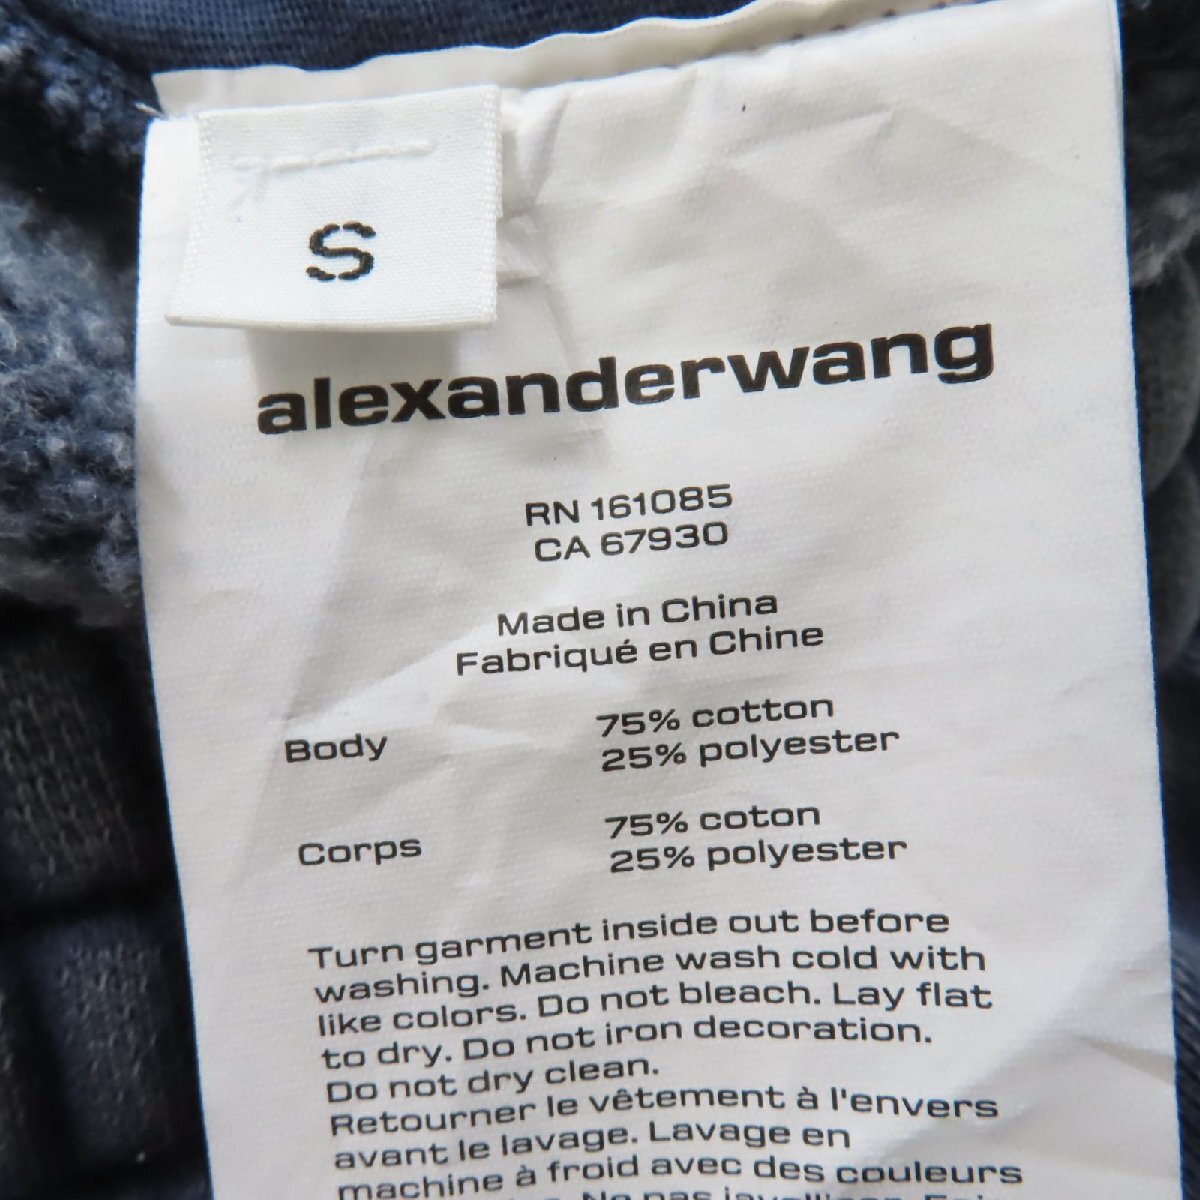 S
alexanderwang
RN 161085
CA 67930
Made in China
Fabriqué en Chine
Body
75% cotton
25% polyester
Corps
75% coton
25% polyester
Turn garment inside out before
washing. Machine wash cold with
like colors. Do not bleach. Lay flat
to dry. Do not iron decoration.
Do not dry clean.
Retourner le vêtement à l'envers
avant le lavage. Lavage en
machine à froid avec des couleurs
No pas